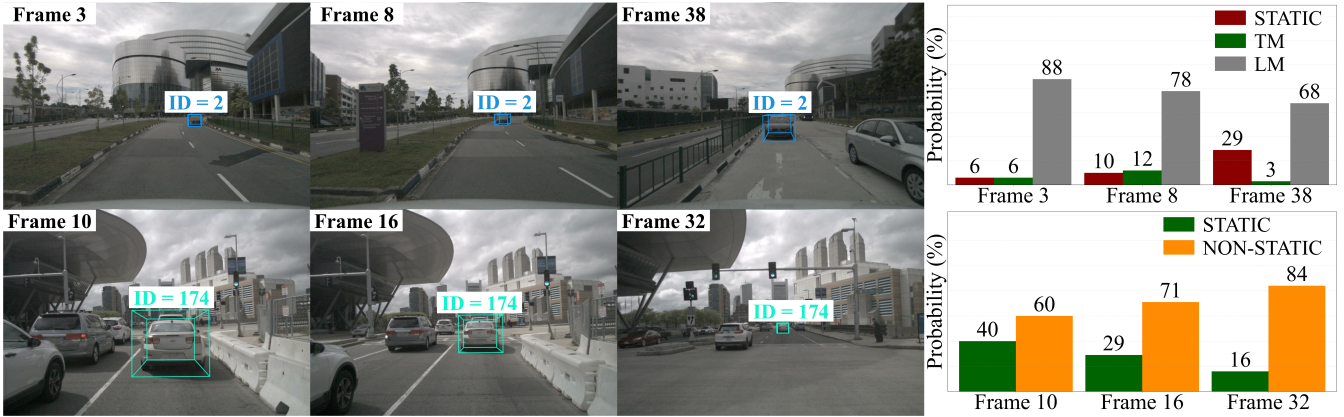 Frame 3
ID = 2
Frame 8
ID = 2
Frame 38
ID = 2
Probability (%)
STATIC
TM
LM
6
6
88
10
12
78
29
3
68
Frame 3
Frame 8
Frame 38
Frame 10
ID = 174
Frame 16
ID = 174
Frame 32
ID = 174
Probability (%)
STATIC
NON-STATIC
40
60
29
71
16
84
Frame 10
Frame 16
Frame 32